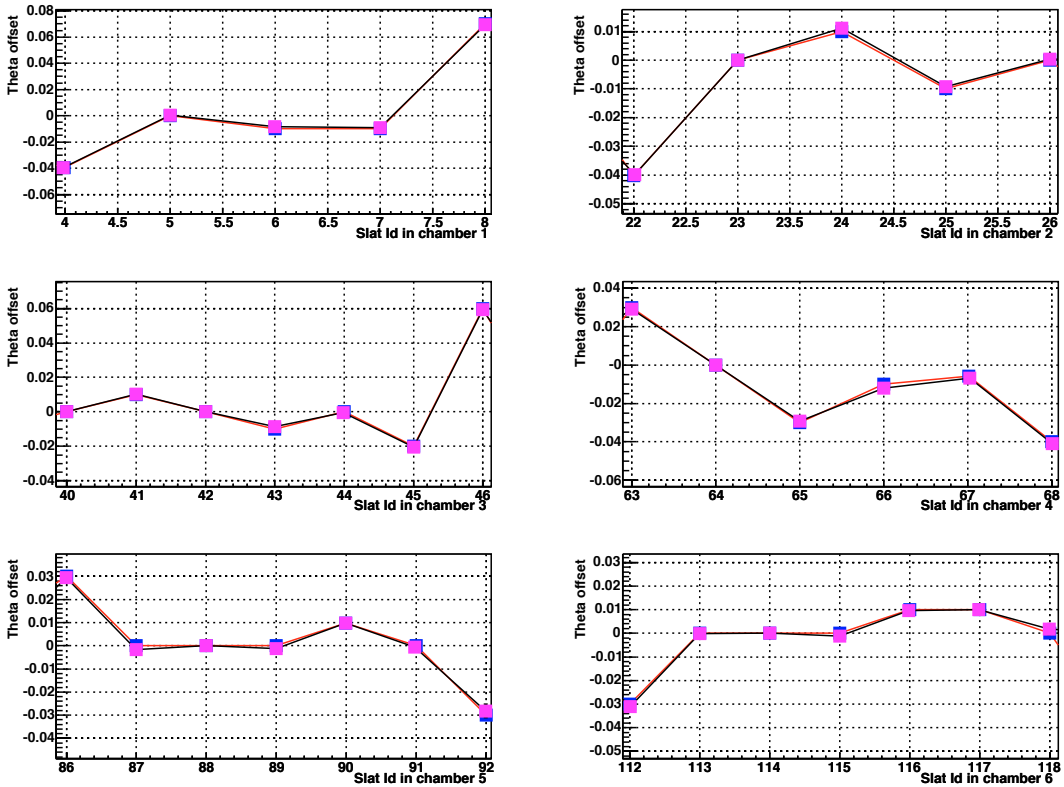 Theta offset
0.08
0.06
0.04
0.02
0
-0.02
-0.04
-0.06
4 4.5 5 5.5 6 6.5 7 7.5 8
Slat Id in chamber 1
Theta offset
0.01
0
-0.01
-0.02
-0.03
-0.04
-0.05
22 22.5 23 23.5 24 24.5 25 25.5 26
Slat Id in chamber 2
Theta offset
0.06
0.04
0.02
0
-0.02
-0.04
40 41 42 43 44 45 46
Slat Id in chamber 3
Theta offset
0.04
0.02
-0
-0.02
-0.04
-0.06
63 64 65 66 67 68
Slat Id in chamber 4
Theta offset
0.03
0.02
0.01
0
-0.01
-0.02
-0.03
-0.04
86 87 88 89 90 91 92
Slat Id in chamber 5
Theta offset
0.03
0.02
0.01
0
-0.01
-0.02
-0.03
-0.04
-0.05
112 113 114 115 116 117 118
Slat Id in chamber 6